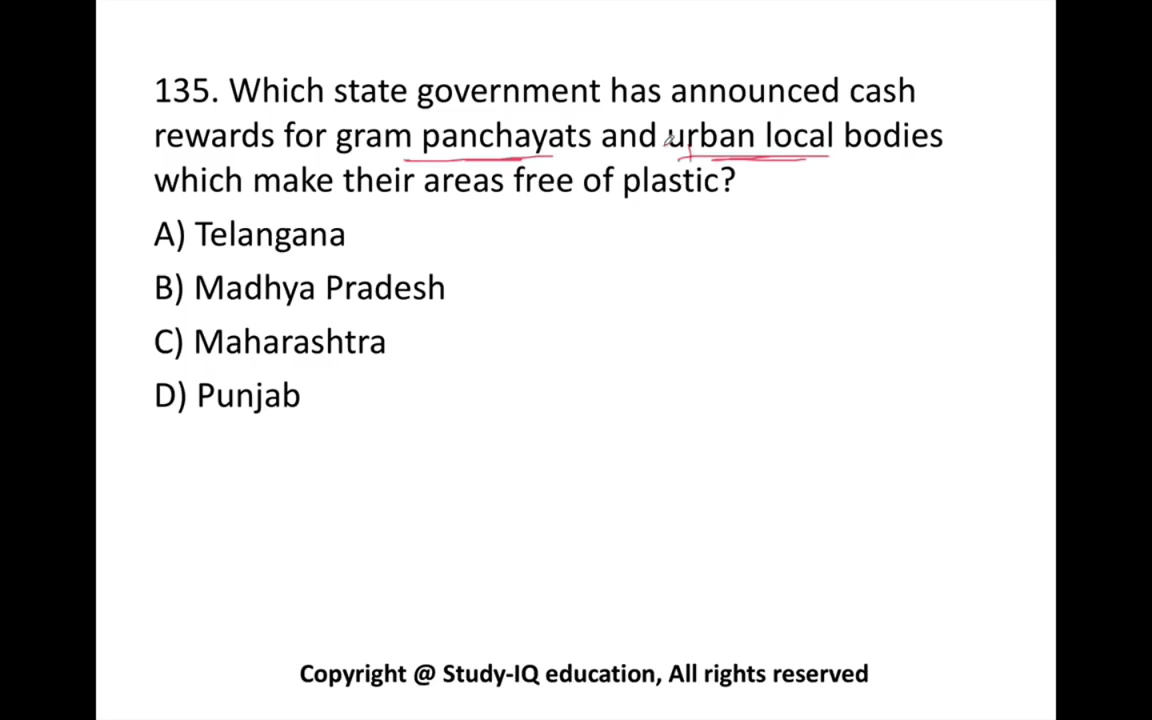 135. Which state government has announced cash
rewards for gram panchayats and urban local bodies
which make their areas free of plastic?
A) Telangana
B) Madhya Pradesh
C) Maharashtra
D) Punjab
Copyright @ Study-IQ education, All rights reserved